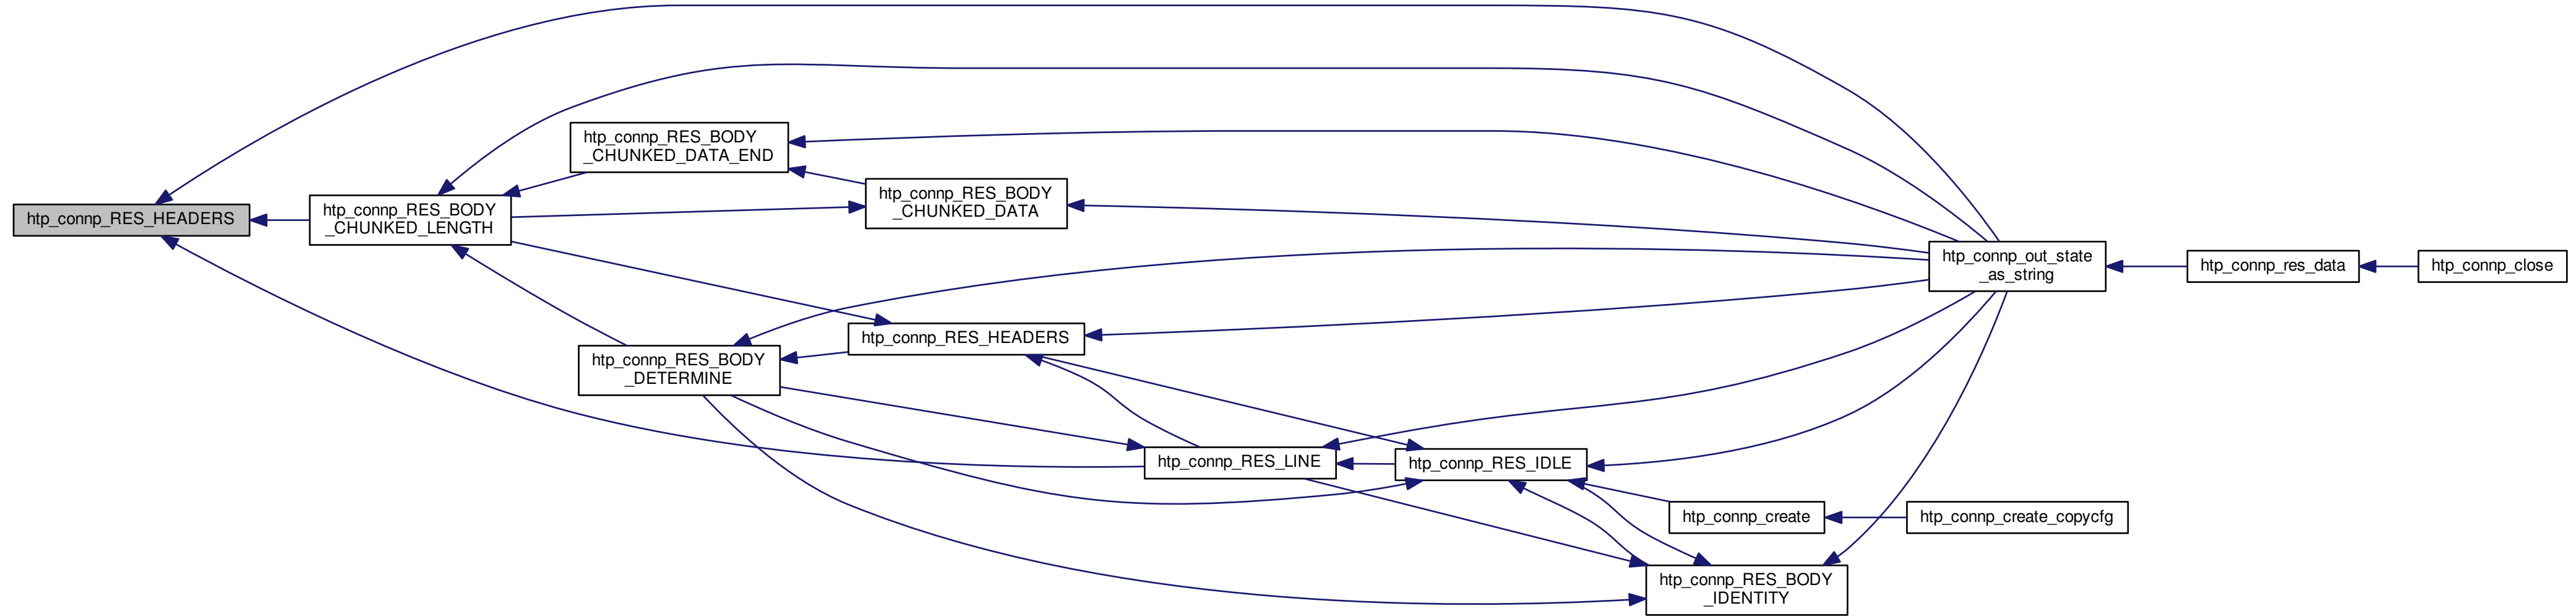 htp_connp_RES_HEADERS
htp_connp_RES_BODY
_CHUNKED_LENGTH
htp_connp_RES_BODY
_CHUNKED_DATA_END
htp_connp_RES_BODY
_CHUNKED_DATA
htp_connp_RES_BODY
_DETERMINE
htp_connp_RES_HEADERS
htp_connp_RES_LINE
htp_connp_RES_IDLE
htp_connp_create
htp_connp_create_copycfg
htp_connp_RES_BODY
_IDENTITY
htp_connp_out_state
_as_string
htp_connp_res_data
htp_connp_close